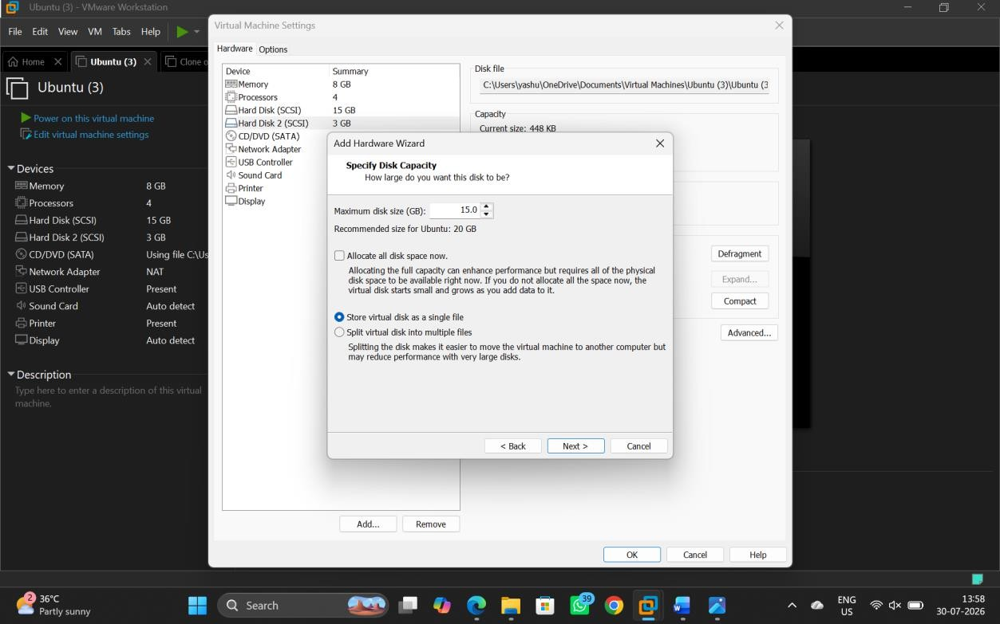 Ubuntu (3) - VMware Workstation
File Edit View VM Tabs Help
Home
Ubuntu (3)
Clone o
Ubuntu (3)
Power on this virtual machine
Edit virtual machine settings
Devices
Memory 8 GB
Processors 4
Hard Disk (SCSI) 15 GB
Hard Disk 2 (SCSI) 3 GB
CD/DVD (SATA) Using file C:\Us
Network Adapter NAT
USB Controller Present
Sound Card Auto detect
Printer Present
Display Auto detect
Description
Type here to enter a description of this virtual
machine.
Virtual Machine Settings
Hardware Options
Device Summary
Memory 8 GB
Processors 4
Hard Disk (SCSI) 15 GB
Hard Disk 2 (SCSI) 3 GB
CD/DVD (SATA)
Network Adapter
USB Controller
Sound Card
Printer
Display
Disk file
C:\Users\yashu\OneDrive\Documents\Virtual Machines\Ubuntu (3)\Ubuntu (3
Capacity
Current size: 448 KB
Defragment
Expand...
Compact
Advanced...
Add Hardware Wizard
Specify Disk Capacity
How large do you want this disk to be?
Maximum disk size (GB): 15.0
Recommended size for Ubuntu: 20 GB
Allocate all disk space now.
Allocating the full capacity can enhance performance but requires all of the physical
disk space to be available right now. If you do not allocate all the space now, the
virtual disk starts small and grows as you add data to it.
Store virtual disk as a single file
Split virtual disk into multiple files
Splitting the disk makes it easier to move the virtual machine to another computer but
may reduce performance with very large disks.
< Back Next > Cancel
Add... Remove
OK Cancel Help
2
36°C
Partly sunny
Search
39
ENG
US
13:58
30-07-2026